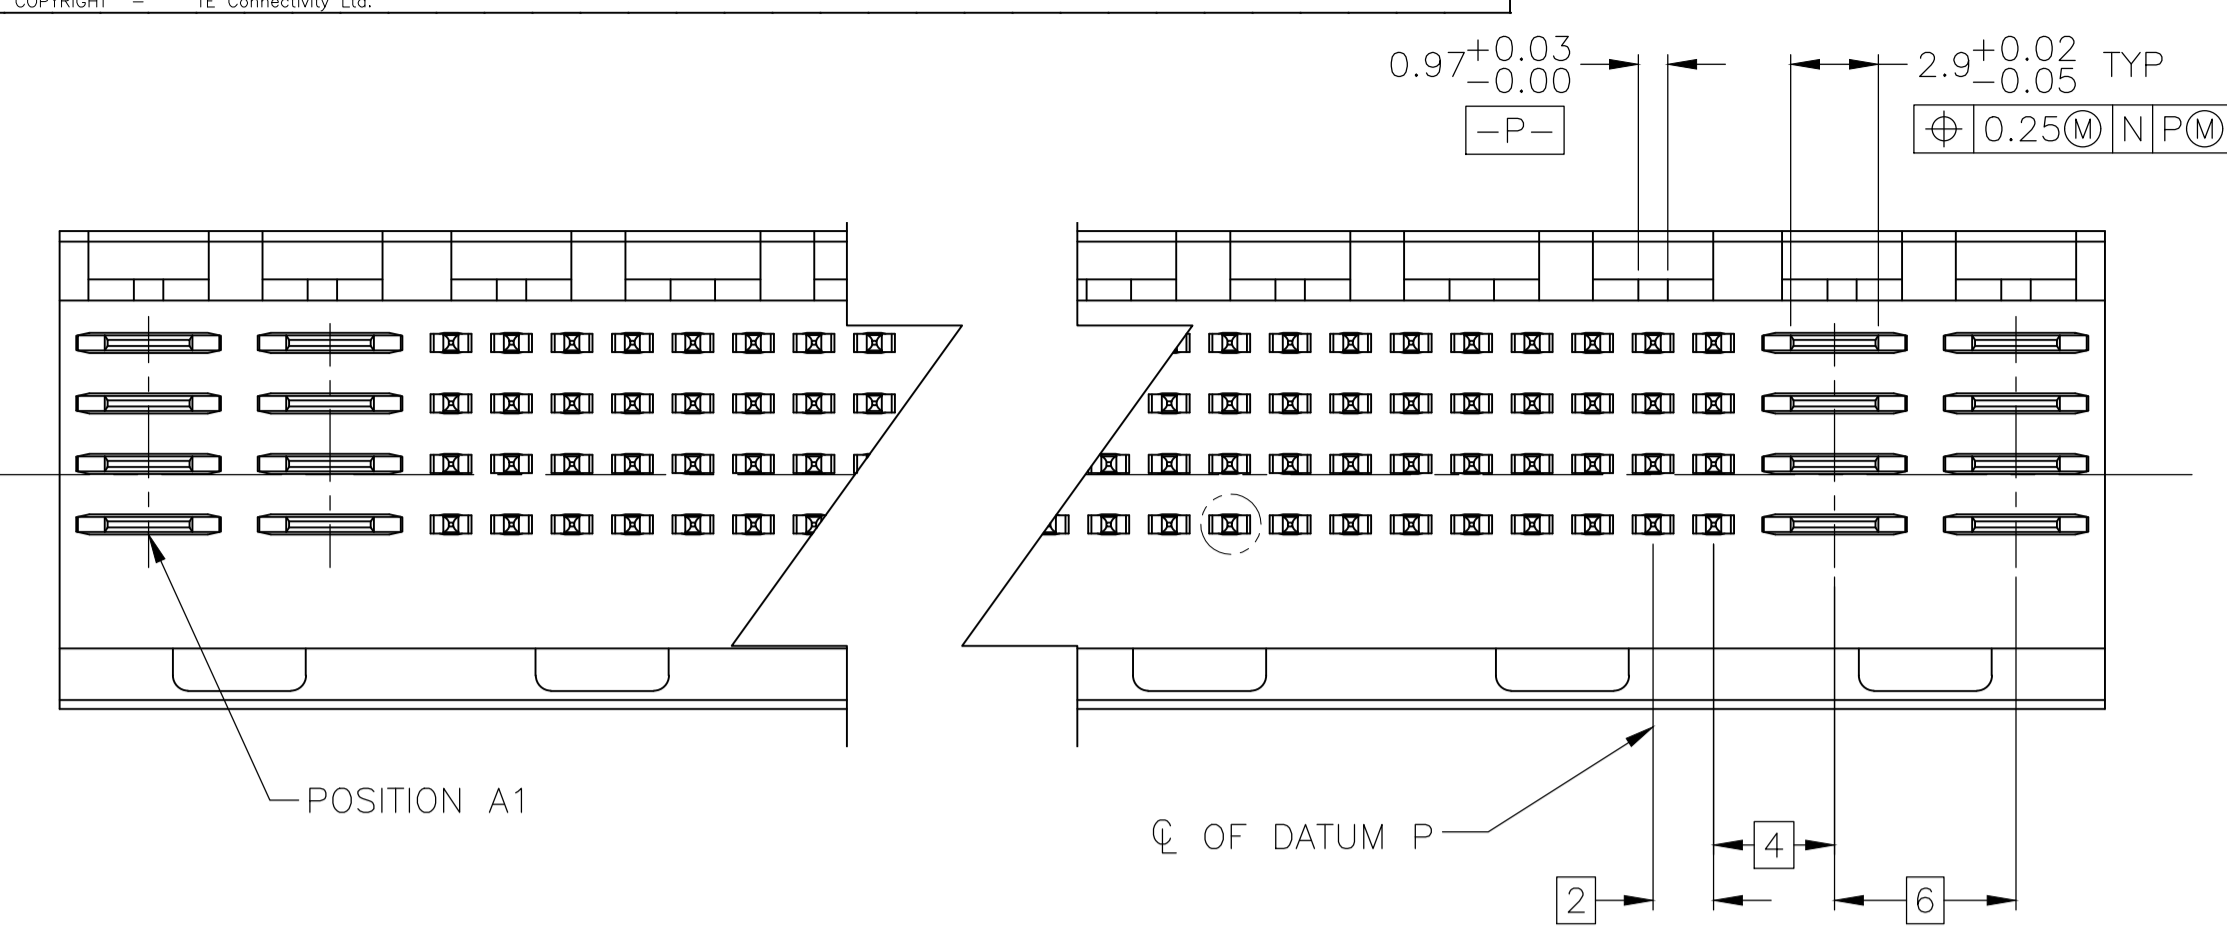 COPYRIGHT - TE Connectivity Ltd.
0.97 +0.03 -0.00
-P-
2.9 +0.02 -0.05 TYP
⌖ 0.25Ⓜ N PⓂ
POSITION A1
℄ OF DATUM P
4
2
6